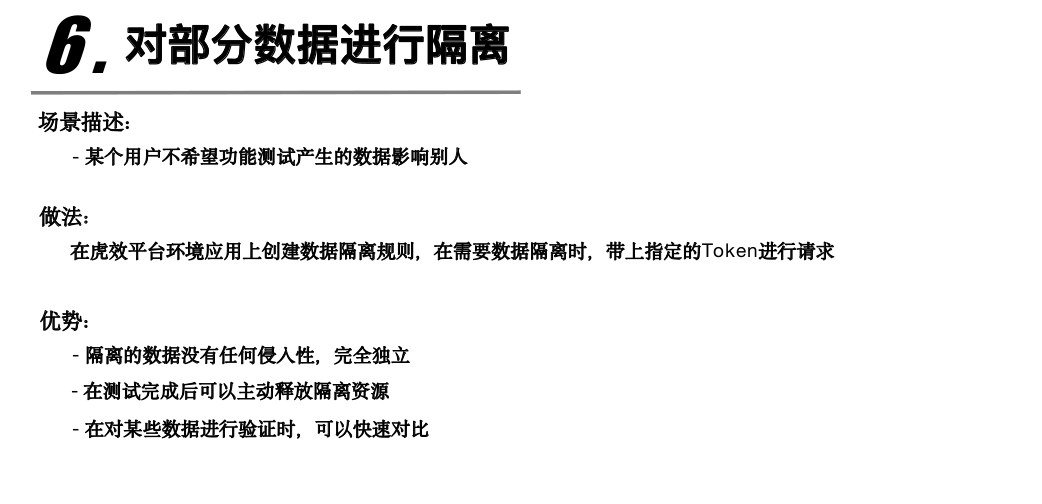 6. 对部分数据进行隔离
场景描述:
- 某个用户不希望功能测试产生的数据影响别人
做法:
在虎效平台环境应用上创建数据隔离规则，在需要数据隔离时，带上指定的Token进行请求
优势:
- 隔离的数据没有任何侵入性，完全独立
- 在测试完成后可以主动释放隔离资源
- 在对某些数据进行验证时，可以快速对比